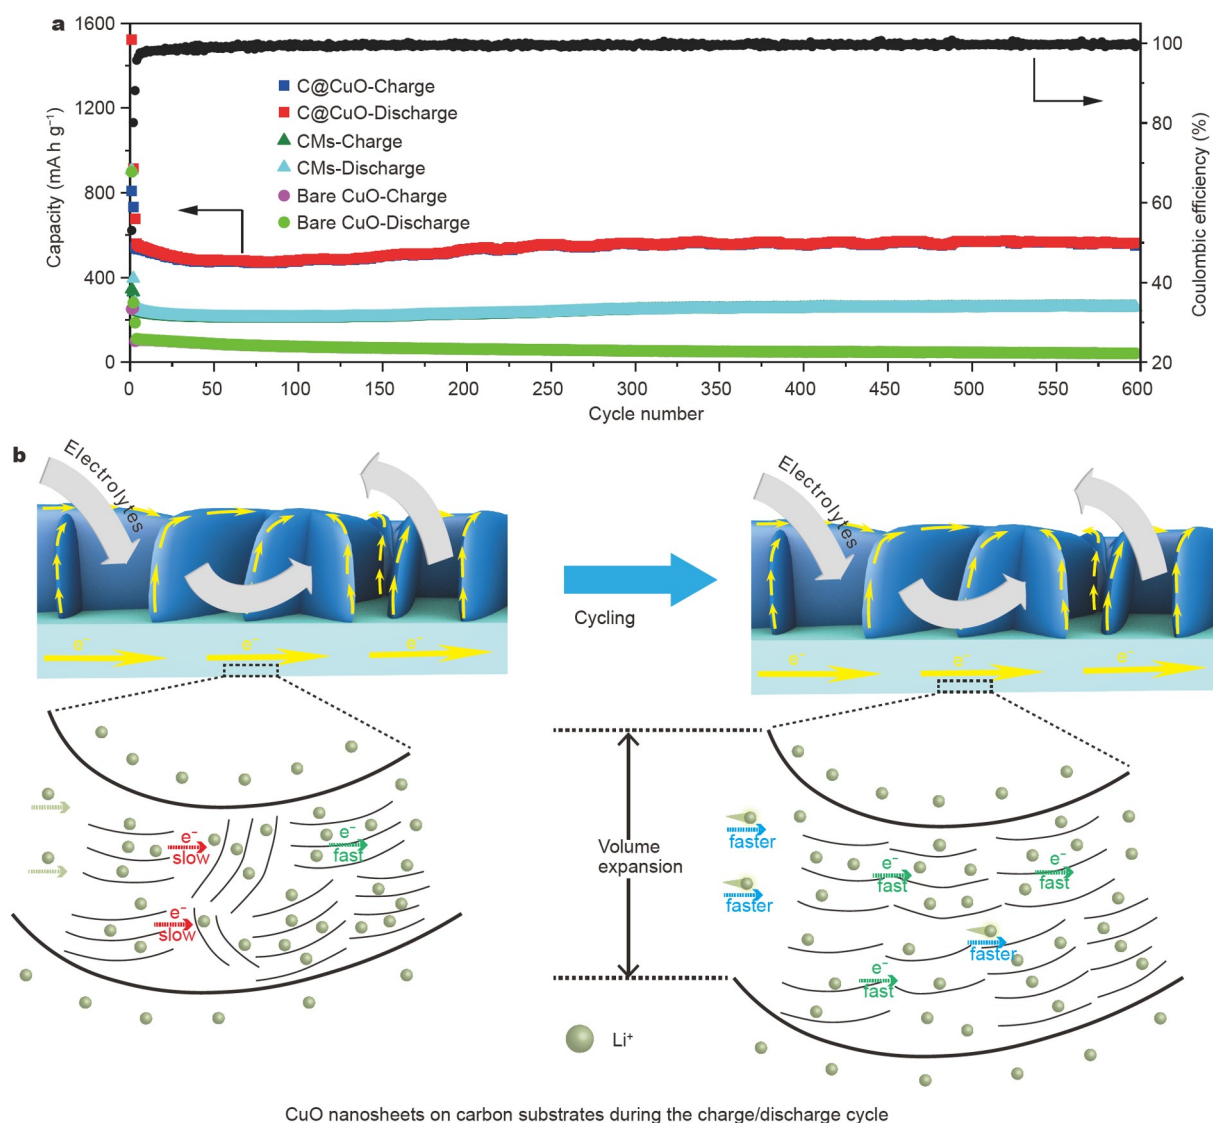 a
1600
1200
800
400
0
Capacity (mA h g⁻¹)
C@CuO-Charge
C@CuO-Discharge
CMs-Charge
CMs-Discharge
Bare CuO-Charge
Bare CuO-Discharge
100
80
60
40
20
Coulombic efficiency (%)
0 50 100 150 200 250 300 350 400 450 500 550 600
Cycle number
b
Electrolytes
e⁻ e⁻ e⁻
Cycling
Electrolytes
e⁻ e⁻ e⁻
e⁻
slow
e⁻
fast
e⁻
slow
Volume
expansion
faster
faster
e⁻
fast
e⁻
fast
faster
e⁻
fast
Li⁺
CuO nanosheets on carbon substrates during the charge/discharge cycle